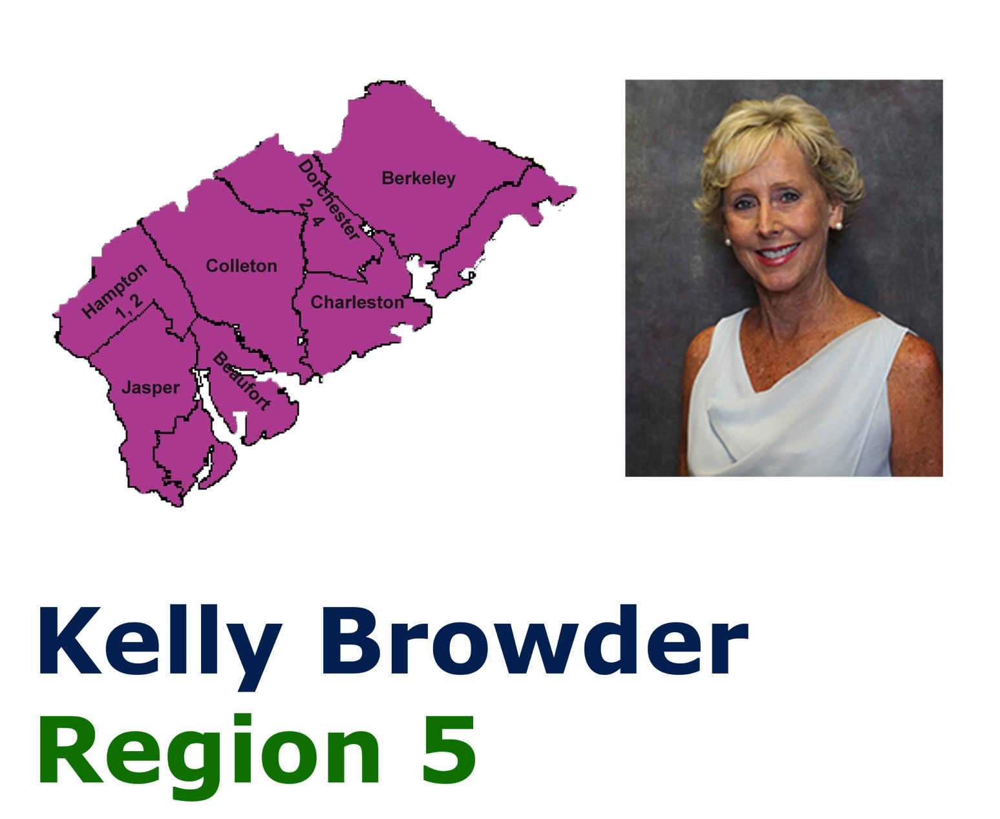 Berkeley
Dorchester
2, 4
Colleton
Hampton
1, 2
Charleston
Beaufort
Jasper
Kelly Browder
Region 5